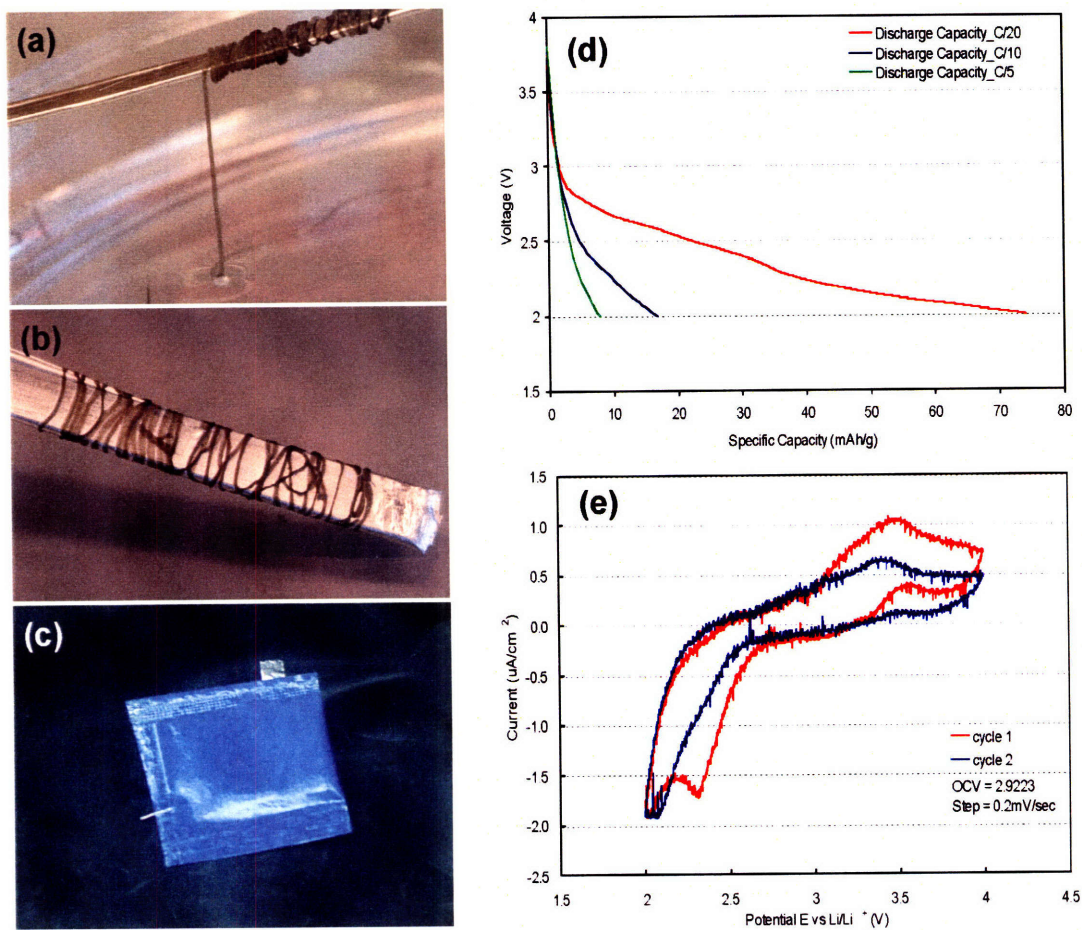 (a)
(b)
(c)
(d)
Discharge Capacity_C/20
Discharge Capacity_C/10
Discharge Capacity_C/5
4
3.5
3
2.5
2
1.5
Voltage (V)
0 10 20 30 40 50 60 70 80
Specific Capacity (mAh/g)
(e)
1.5
1.0
0.5
0.0
-0.5
-1.0
-1.5
-2.0
-2.5
Current (uA/cm²)
cycle 1
cycle 2
OCV = 2.9223
Step = 0.2mV/sec
1.5 2 2.5 3 3.5 4 4.5
Potential E vs Li/Li⁺ (V)